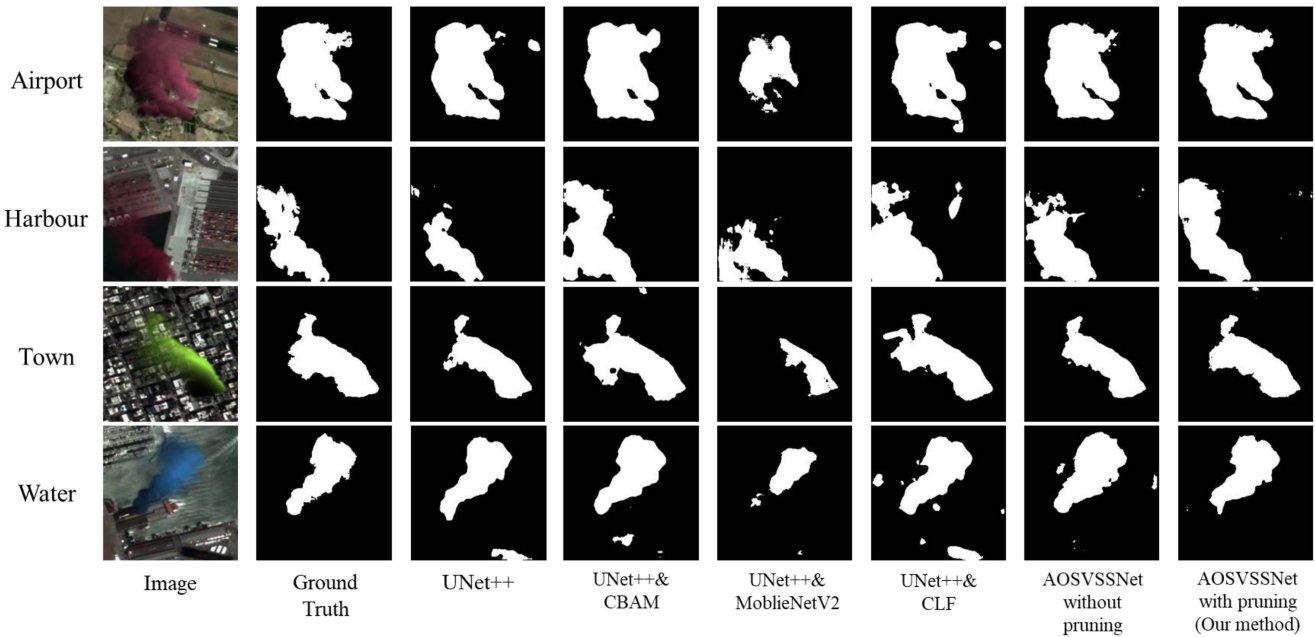 Airport
Harbour
Town
Water
Image
Ground
Truth
UNet++
UNet++&
CBAM
UNet++&
MoblieNetV2
UNet++&
CLF
AOSVSSNet
without
pruning
AOSVSSNet
with pruning
(Our method)